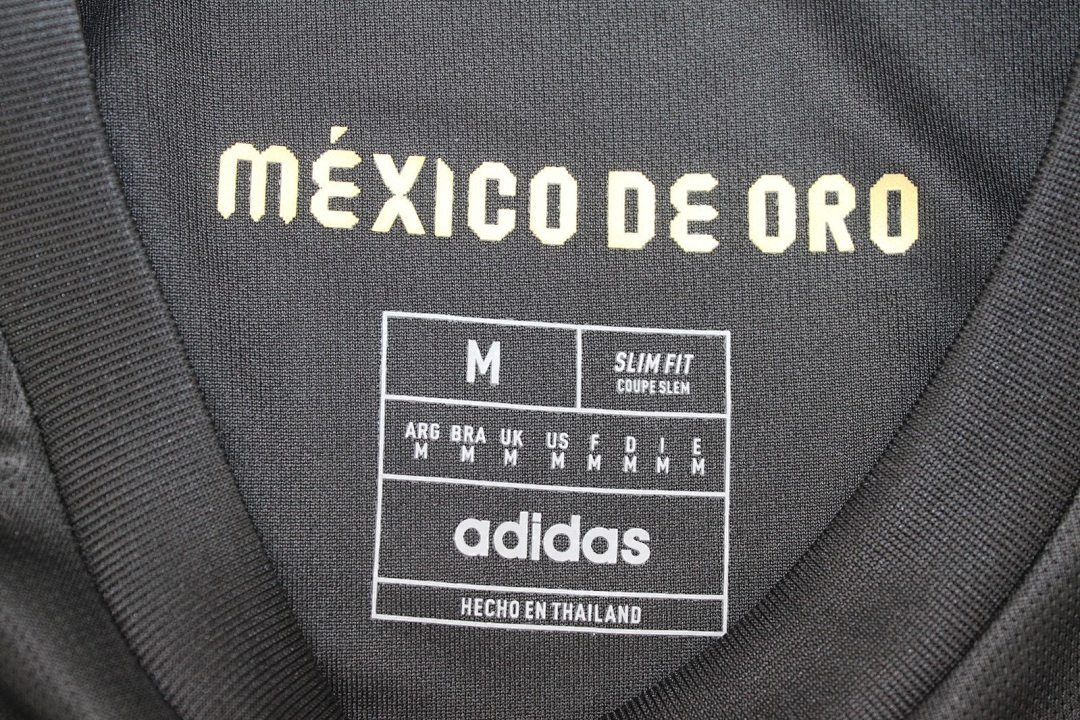 MÉXICO DE ORO
M
SLIM FIT
COUPE SLEM
ARG BRA UK US F D I E
M M M M M M M M
adidas
HECHO EN THAILAND